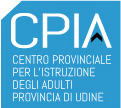 CPIA
CENTRO PROVINCIALE
PER L'ISTRUZIONE
DEGLI ADULTI
PROVINCIA DI UDINE